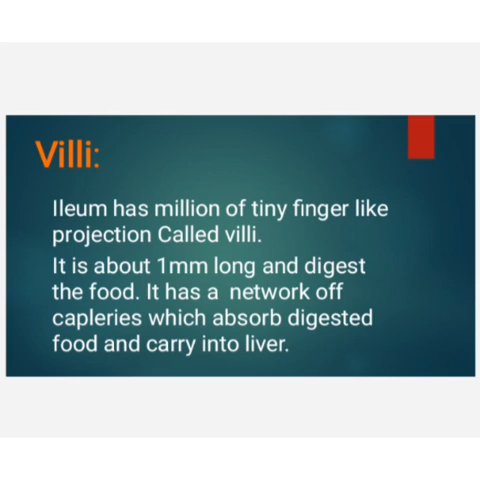 Villi:
Ileum has million of tiny finger like
projection Called villi.
It is about 1mm long and digest
the food. It has a network off
capleries which absorb digested
food and carry into liver.